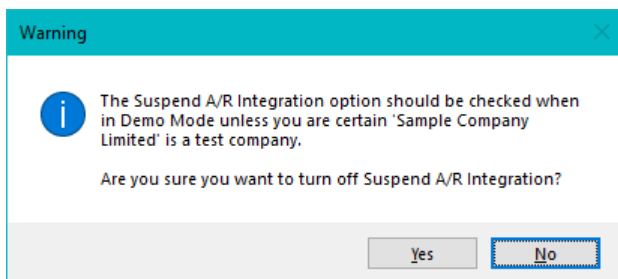 Warning
The Suspend A/R Integration option should be checked when
in Demo Mode unless you are certain 'Sample Company
Limited' is a test company.
Are you sure you want to turn off Suspend A/R Integration?
Yes
No